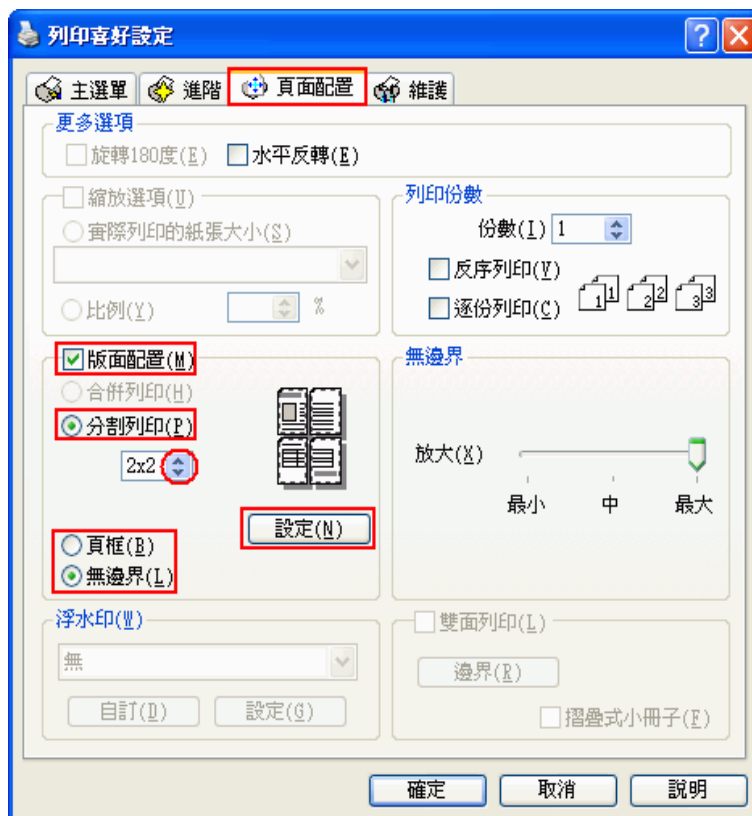 列印喜好設定
主選單 進階 頁面配置 維護
更多選項
旋轉180度(E) 水平反轉(E)
縮放選項(U)
實際列印的紙張大小(S)
比例(Y) %
列印份數
份數(I) 1
反序列印(V)
逐份列印(C)
1 1 2 2 3 3
版面配置(M)
合併列印(H)
分割列印(P)
2x2
設定(N)
頁框(B)
無邊界(L)
無邊界
放大(X)
最小 中 最大
浮水印(W)
無
自訂(D) 設定(G)
雙面列印(L)
邊界(R)
摺疊式小冊子(F)
確定 取消 說明